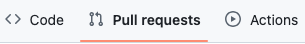 Code Pull requests Actions